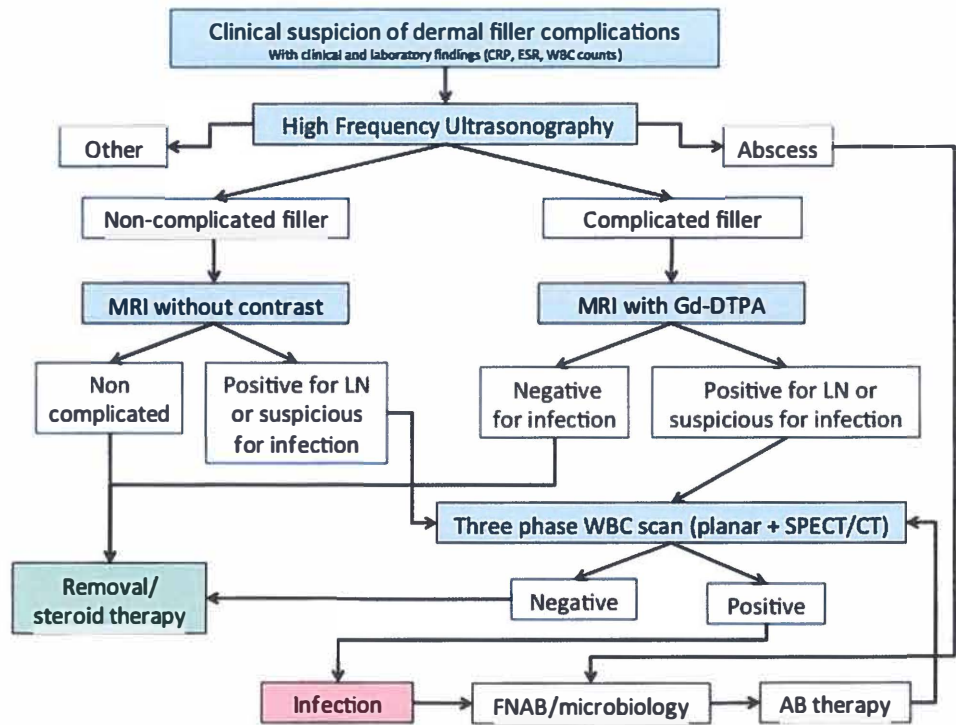 Clinical suspicion of dermal filler complications
With clinical and laboratory findings (CRP, ESR, WBC counts)
High Frequency Ultrasonography
Other
Abscess
Non-complicated filler
Complicated filler
MRI without contrast
MRI with Gd-DTPA
Non
complicated
Positive for LN
or suspicious
for infection
Negative
for infection
Positive for LN or
suspicious for infection
Three phase WBC scan (planar + SPECT/CT)
Removal/
steroid therapy
Negative
Positive
Infection
FNAB/microbiology
AB therapy